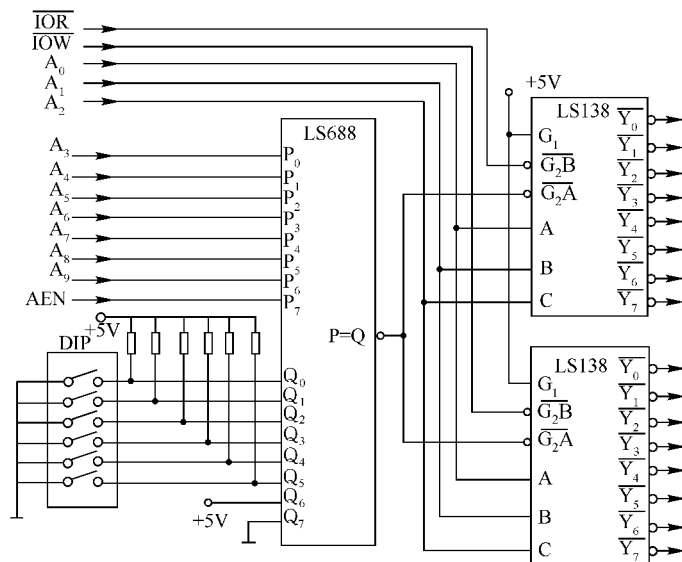 IOR
IOW
A₀
A₁
A₂
A₃
A₄
A₅
A₆
A₇
A₈
A₉
AEN
+5V
DIP
LS688
P₀
P₁
P₂
P₃
P₄
P₅
P₆
P₇
P=Q
Q₀
Q₁
Q₂
Q₃
Q₄
Q₅
Q₆
Q₇
+5V
+5V
LS138
G₁
G₂B
G₂A
A
B
C
Y₀
Y₁
Y₂
Y₃
Y₄
Y₅
Y₆
Y₇
LS138
G₁
G₂B
G₂A
A
B
C
Y₀
Y₁
Y₂
Y₃
Y₄
Y₅
Y₆
Y₇